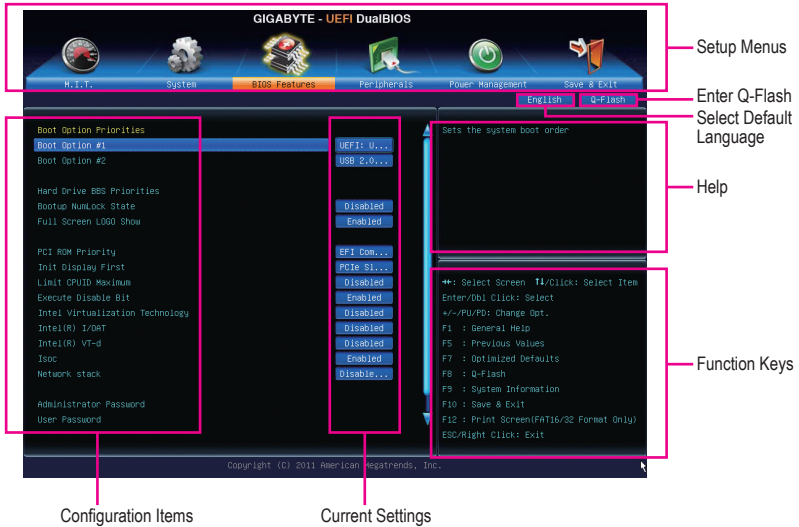 GIGABYTE - UEFI DualBIOS
M.I.T. System BIOS Features Peripherals Power Management Save & Exit
Setup Menus
English Q-Flash
Enter Q-Flash
Select Default
Language
Boot Option Priorities
Boot Option #1 UEFI: U...
Boot Option #2 USB 2.0...
Hard Drive BBS Priorities
Bootup NumLock State Disabled
Full Screen LOGO Show Enabled
PCI ROM Priority EFI Com...
Init Display First PCIe Sl...
Limit CPUID Maximum Disabled
Execute Disable Bit Enabled
Intel Virtualization Technology Disabled
Intel(R) I/OAT Disabled
Intel(R) VT-d Disabled
Isoc Enabled
Network stack Disable...
Administrator Password
User Password
Sets the system boot order
Help
→←: Select Screen ↑↓/Click: Select Item
Enter/Dbl Click: Select
+/-/PU/PD: Change Opt.
F1 : General Help
F5 : Previous Values
F7 : Optimized Defaults
F8 : Q-Flash
F9 : System Information
F10 : Save & Exit
F12 : Print Screen(FAT16/32 Format Only)
ESC/Right Click: Exit
Function Keys
Copyright (C) 2011 American Megatrends, Inc.
Configuration Items
Current Settings